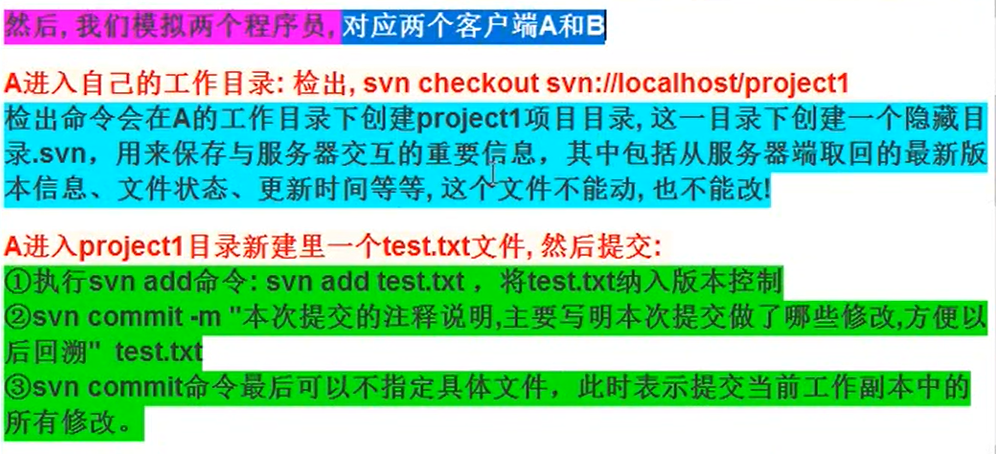 然后, 我们模拟两个程序员, 对应两个客户端A和B
A进入自己的工作目录: 检出, svn checkout svn://localhost/project1
检出命令会在A的工作目录下创建project1项目目录, 这一目录下创建一个隐藏目
录.svn，用来保存与服务器交互的重要信息，其中包括从服务器端取回的最新版
本信息、文件状态、更新时间等等, 这个文件不能动, 也不能改!
A进入project1目录新建里一个test.txt文件, 然后提交:
①执行svn add命令: svn add test.txt ，将test.txt纳入版本控制
②svn commit -m "本次提交的注释说明,主要写明本次提交做了哪些修改,方便以
后回溯"  test.txt
③svn commit命令最后可以不指定具体文件，此时表示提交当前工作副本中的
所有修改。